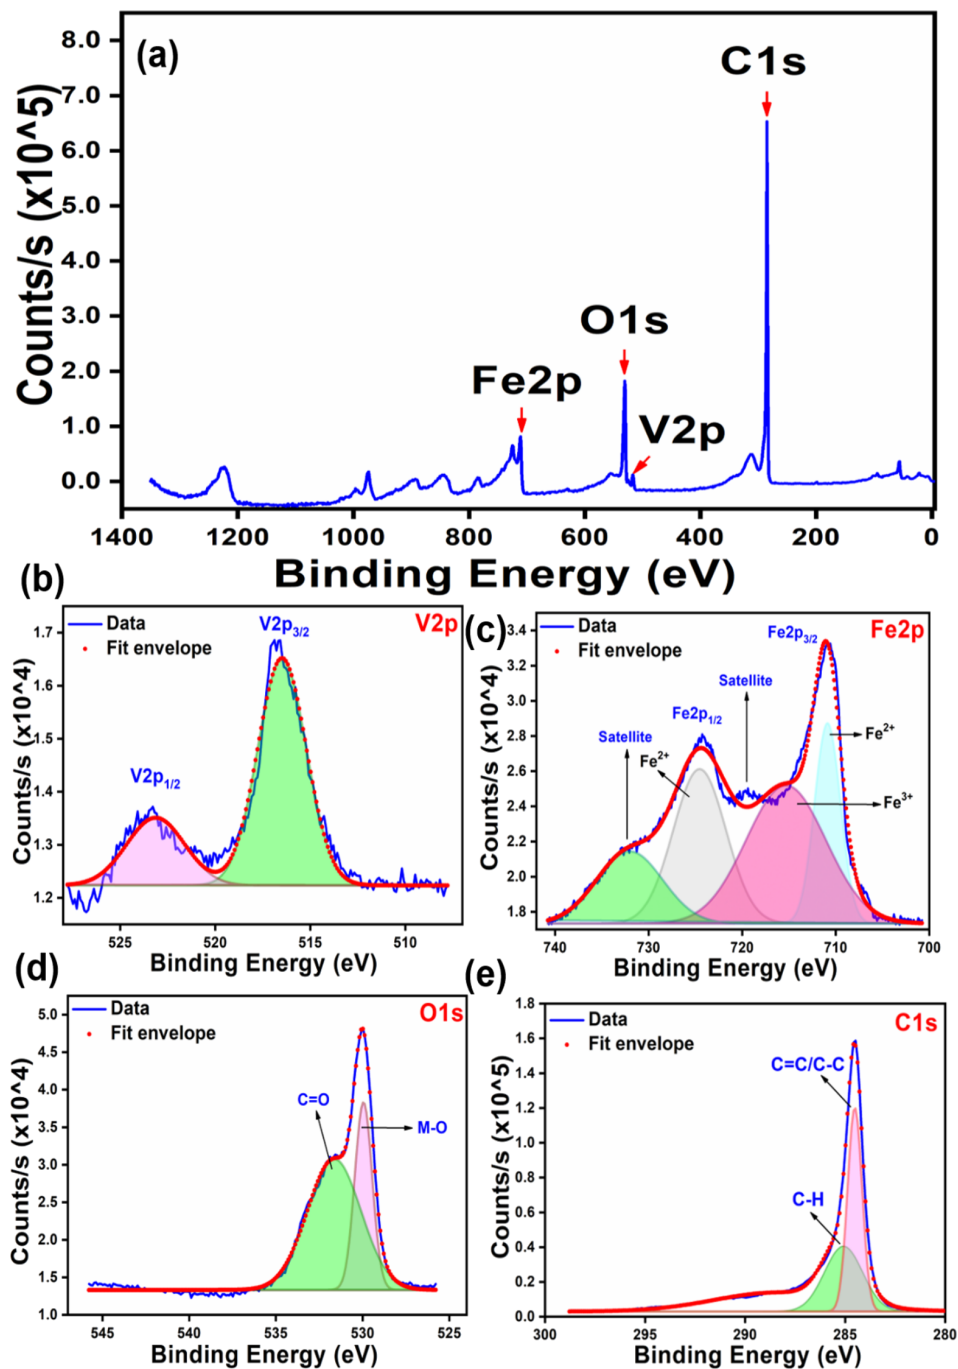 (a)
8.0
7.0
6.0
5.0
4.0
3.0
2.0
1.0
0.0
Counts/s (x10^5)
C1s
O1s
Fe2p
V2p
1400 1200 1000 800 600 400 200 0
Binding Energy (eV)
(b)
Data
Fit envelope
V2p
V2p3/2
V2p1/2
1.7
1.6
1.5
1.4
1.3
1.2
Counts/s (x10^4)
525 520 515 510
Binding Energy (eV)
(c)
Data
Fit envelope
Fe2p
Fe2p3/2
Satellite
Fe2p1/2
Satellite
Fe2+
Fe2+
Fe3+
3.4
3.2
3.0
2.8
2.6
2.4
2.2
2.0
1.8
Counts/s (x10^4)
740 730 720 710 700
Binding Energy (eV)
(d)
Data
Fit envelope
O1s
C=O
M-O
5.0
4.5
4.0
3.5
3.0
2.5
2.0
1.5
1.0
Counts/s (x10^4)
545 540 535 530 525
Binding Energy (eV)
(e)
Data
Fit envelope
C1s
C=C/C-C
C-H
1.8
1.6
1.4
1.2
1.0
0.8
0.6
0.4
0.2
0.0
Counts/s (x10^5)
300 295 290 285 280
Binding Energy (eV)